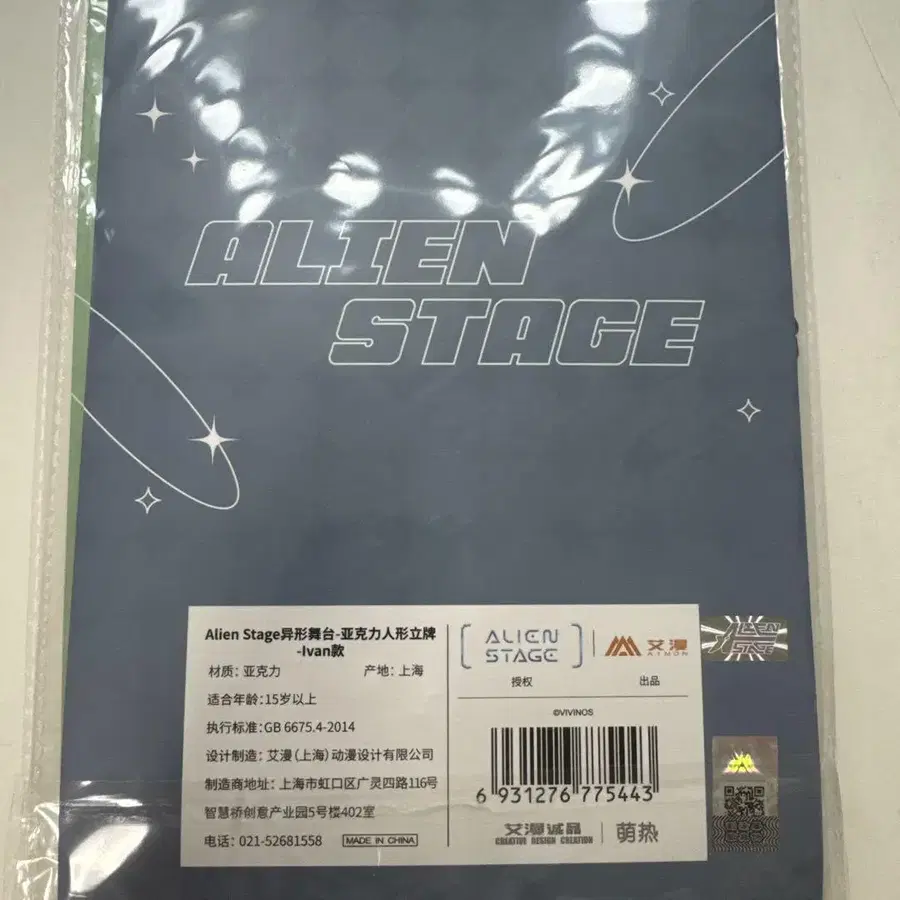 ALIEN
STAGE
Alien Stage异形舞台-亚克力人形立牌
-Ivan款
材质：亚克力 产地：上海
适合年龄：15岁以上
执行标准：GB 6675.4-2014
设计制造：艾漫（上海）动漫设计有限公司
制造商地址：上海市虹口区广灵四路116号
智慧桥创意产业园5号楼402室
电话：021-52681558 MADE IN CHINA
ALIEN
STAGE
授权
艾漫
AIMON
出品
©VIVINOS
6 931276 775443
艾漫诚品
CREATIVE DESIGN CREATION
萌热
ALIEN
STAGE